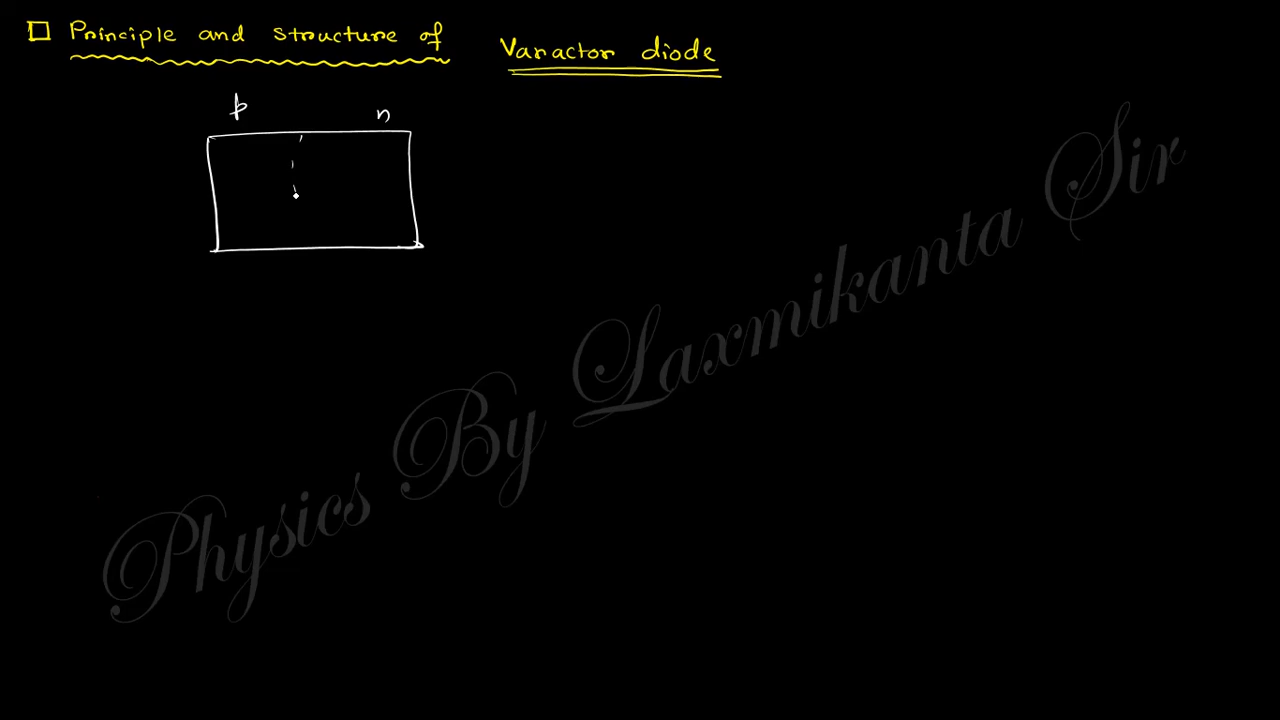 Principle and structure of Varactor diode
p n
Physics By Laxmikanta Sir